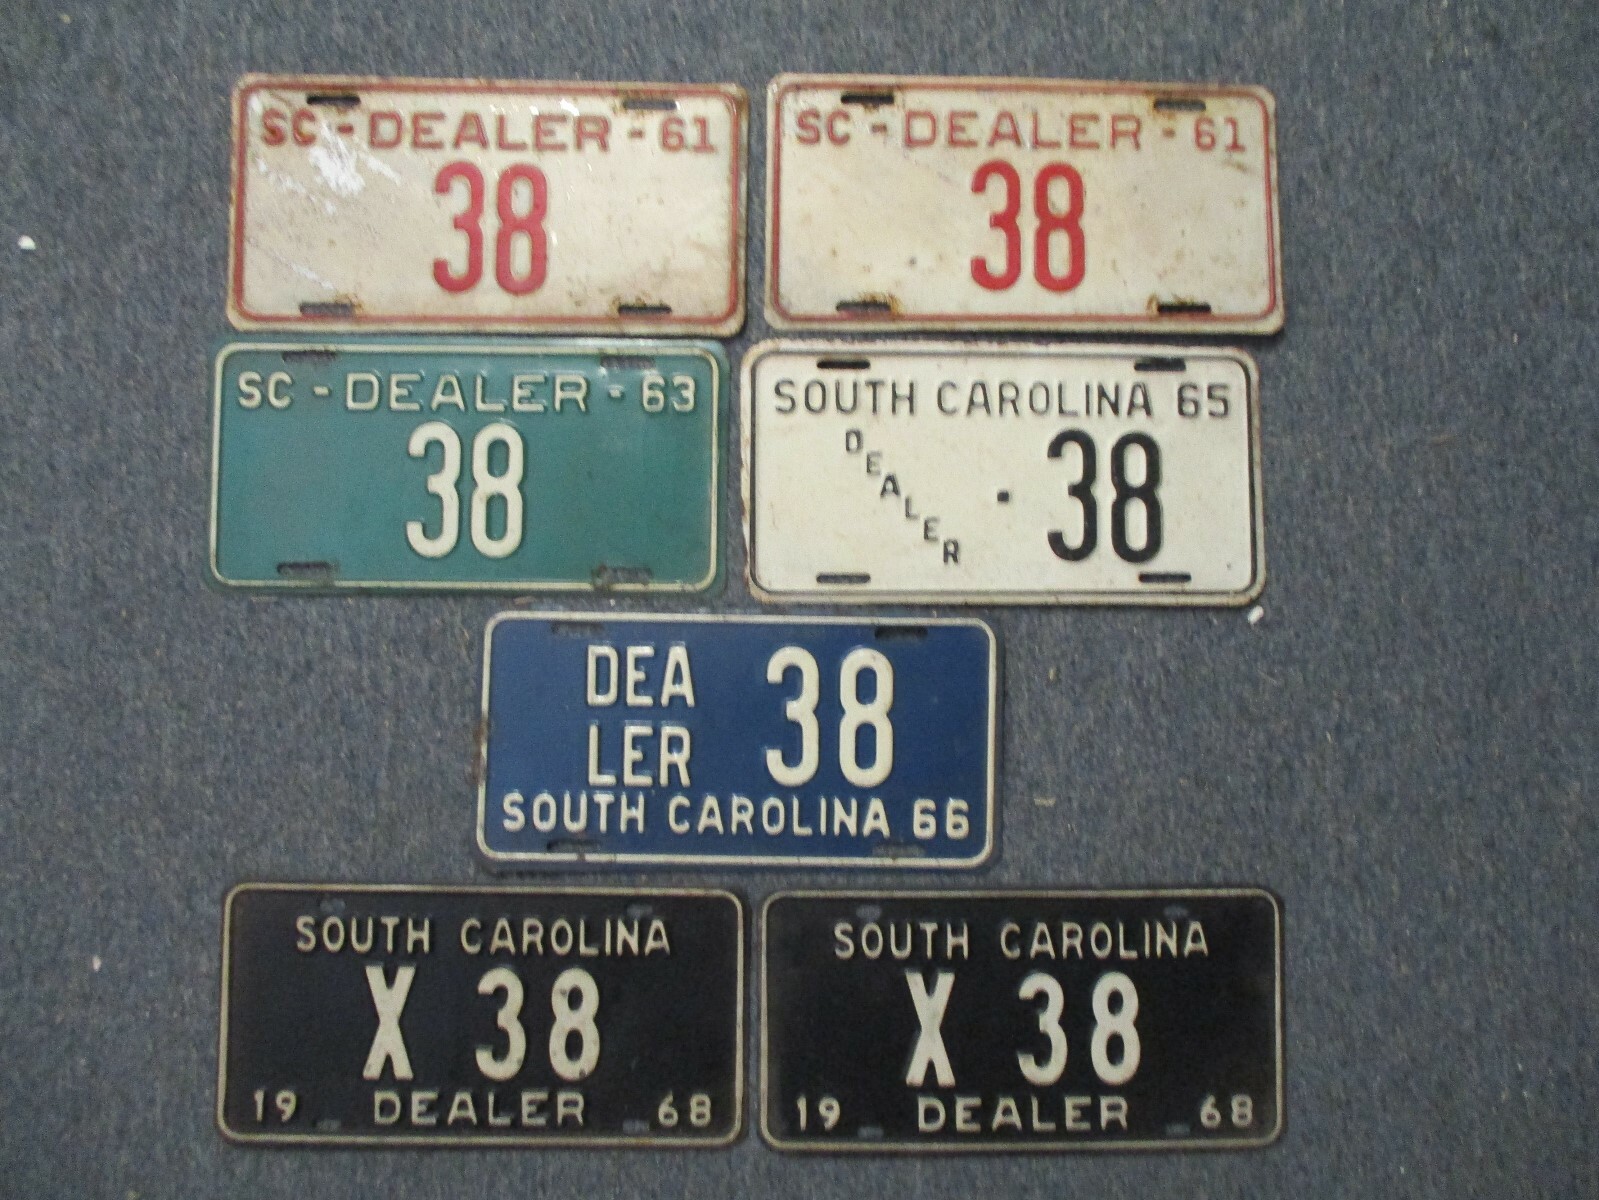 SC - DEALER - 61
38
SC - DEALER - 61
38
SC - DEALER - 63
38
SOUTH CAROLINA 65
DEALER - 38
DEA 38
LER
SOUTH CAROLINA 66
SOUTH CAROLINA
X 38
19 DEALER 68
SOUTH CAROLINA
X 38
19 DEALER 68